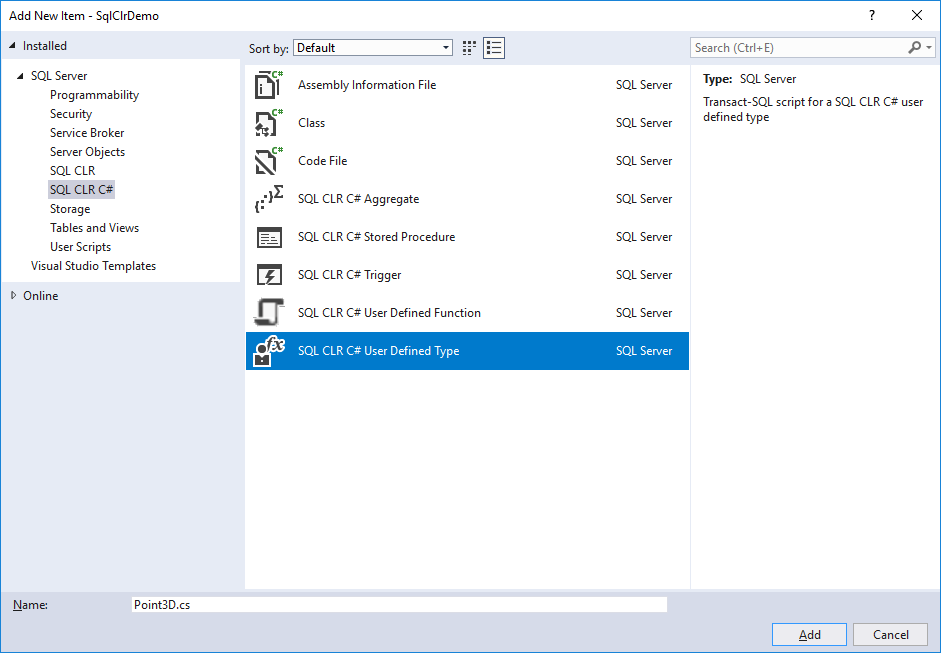 Add New Item - SqlClrDemo
?
Installed
SQL Server
Programmability
Security
Service Broker
Server Objects
SQL CLR
SQL CLR C#
Storage
Tables and Views
User Scripts
Visual Studio Templates
Online
Sort by: Default
C# Assembly Information File SQL Server
C# Class SQL Server
C# Code File SQL Server
SQL CLR C# Aggregate SQL Server
SQL CLR C# Stored Procedure SQL Server
SQL CLR C# Trigger SQL Server
SQL CLR C# User Defined Function SQL Server
SQL CLR C# User Defined Type SQL Server
Search (Ctrl+E)
Type: SQL Server
Transact-SQL script for a SQL CLR C# user
defined type
Name: Point3D.cs
Add Cancel